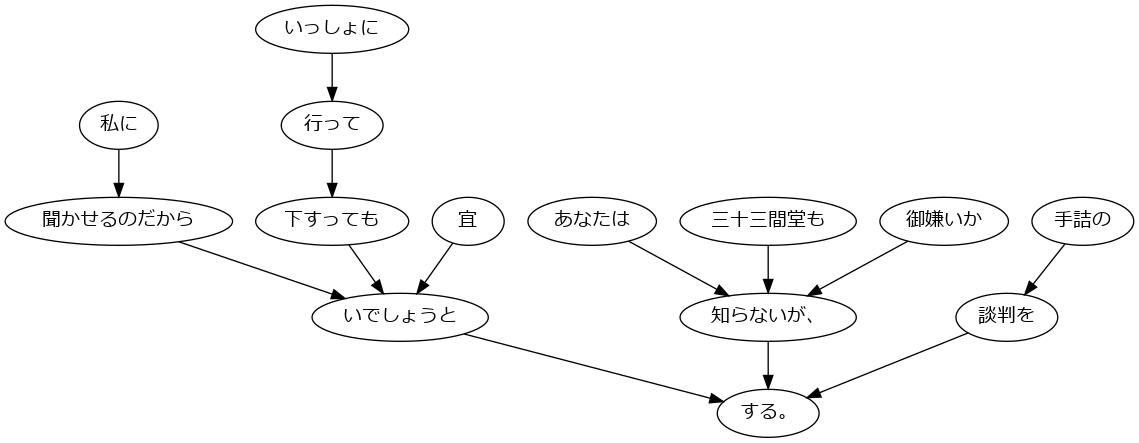 いっしょに
私に
行って
聞かせるのだから
下すっても
宜
あなたは
三十三間堂も
御嫌いか
手詰の
いでしょうと
知らないが、
談判を
する。